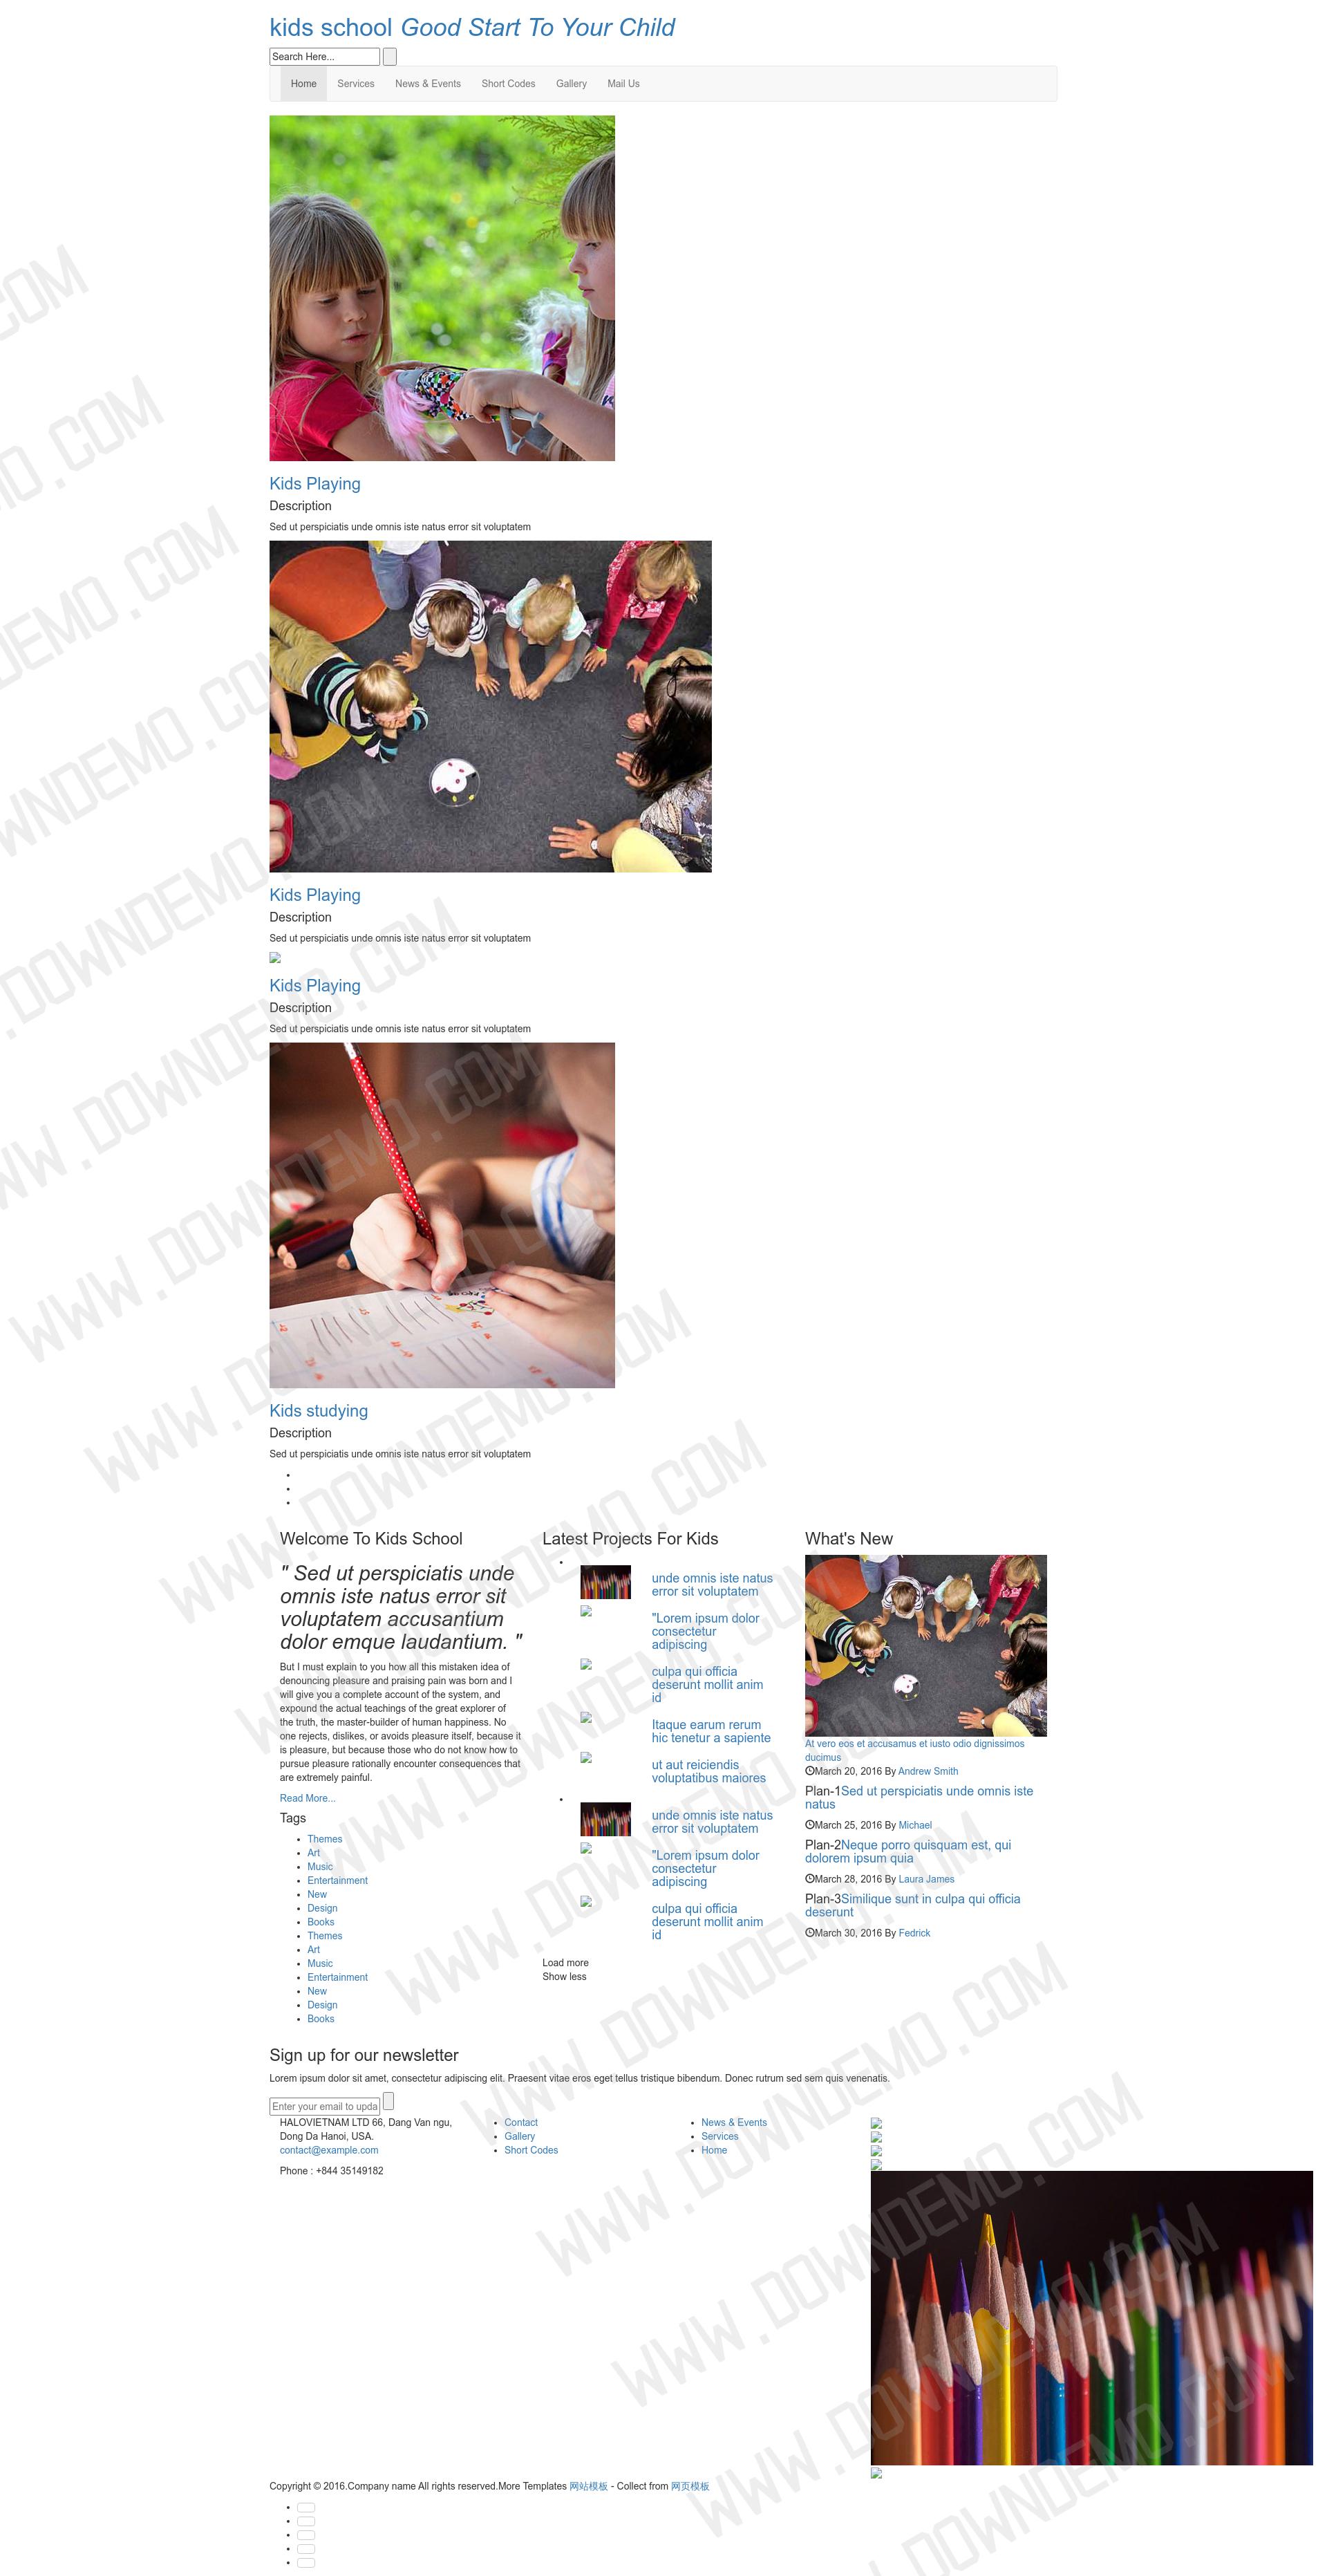 kids school Good Start To Your Child
Search Here...
Home Services News & Events Short Codes Gallery Mail Us
Kids Playing
Description
Sed ut perspiciatis unde omnis iste natus error sit voluptatem
Kids Playing
Description
Sed ut perspiciatis unde omnis iste natus error sit voluptatem
Kids Playing
Description
Sed ut perspiciatis unde omnis iste natus error sit voluptatem
Kids studying
Description
Sed ut perspiciatis unde omnis iste natus error sit voluptatem
Welcome To Kids School
" Sed ut perspiciatis unde
omnis iste natus error sit
voluptatem accusantium
dolor emque laudantium. "
But I must explain to you how all this mistaken idea of
denouncing pleasure and praising pain was born and I
will give you a complete account of the system, and
expound the actual teachings of the great explorer of
the truth, the master-builder of human happiness. No
one rejects, dislikes, or avoids pleasure itself, because it
is pleasure, but because those who do not know how to
pursue pleasure rationally encounter consequences that
are extremely painful.
Read More...
Tags
Themes
Art
Music
Entertainment
New
Design
Books
Themes
Art
Music
Entertainment
New
Design
Books
Latest Projects For Kids
unde omnis iste natus
error sit voluptatem
"Lorem ipsum dolor
consectetur
adipiscing
culpa qui officia
deserunt mollit anim
id
Itaque earum rerum
hic tenetur a sapiente
ut aut reiciendis
voluptatibus maiores
unde omnis iste natus
error sit voluptatem
"Lorem ipsum dolor
consectetur
adipiscing
culpa qui officia
deserunt mollit anim
id
Load more
Show less
What's New
At vero eos et accusamus et iusto odio dignissimos
ducimus
March 20, 2016 By Andrew Smith
Plan-1Sed ut perspiciatis unde omnis iste
natus
March 25, 2016 By Michael
Plan-2Neque porro quisquam est, qui
dolorem ipsum quia
March 28, 2016 By Laura James
Plan-3Similique sunt in culpa qui officia
deserunt
March 30, 2016 By Fedrick
Sign up for our newsletter
Lorem ipsum dolor sit amet, consectetur adipiscing elit. Praesent vitae eros eget tellus tristique bibendum. Donec rutrum sed sem quis venenatis.
Enter your email to upda
HALOVIETNAM LTD 66, Dang Van ngu,
Dong Da Hanoi, USA.
contact@example.com
Phone : +844 35149182
Contact
Gallery
Short Codes
News & Events
Services
Home
Copyright © 2016.Company name All rights reserved.More Templates 网站模板 - Collect from 网页模板
WWW.DOWNDEMO.COM